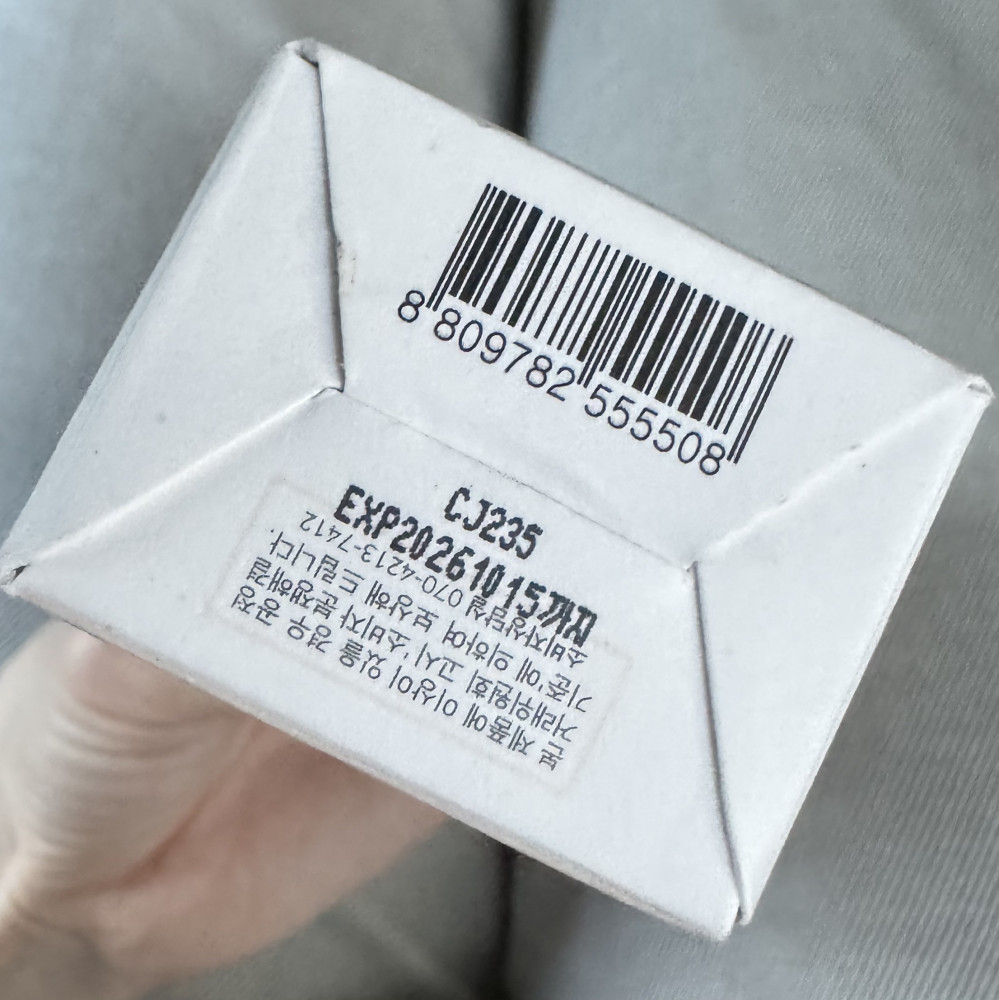 8 809782 555508
CJ235
EXP20261015까지
본 제품에 이상이 있을 경우 공정
거래위원회 고시 '소비자 분쟁해결
기준'에 의하여 보상해 드립니다.
소비자상담실 070-4213-7412